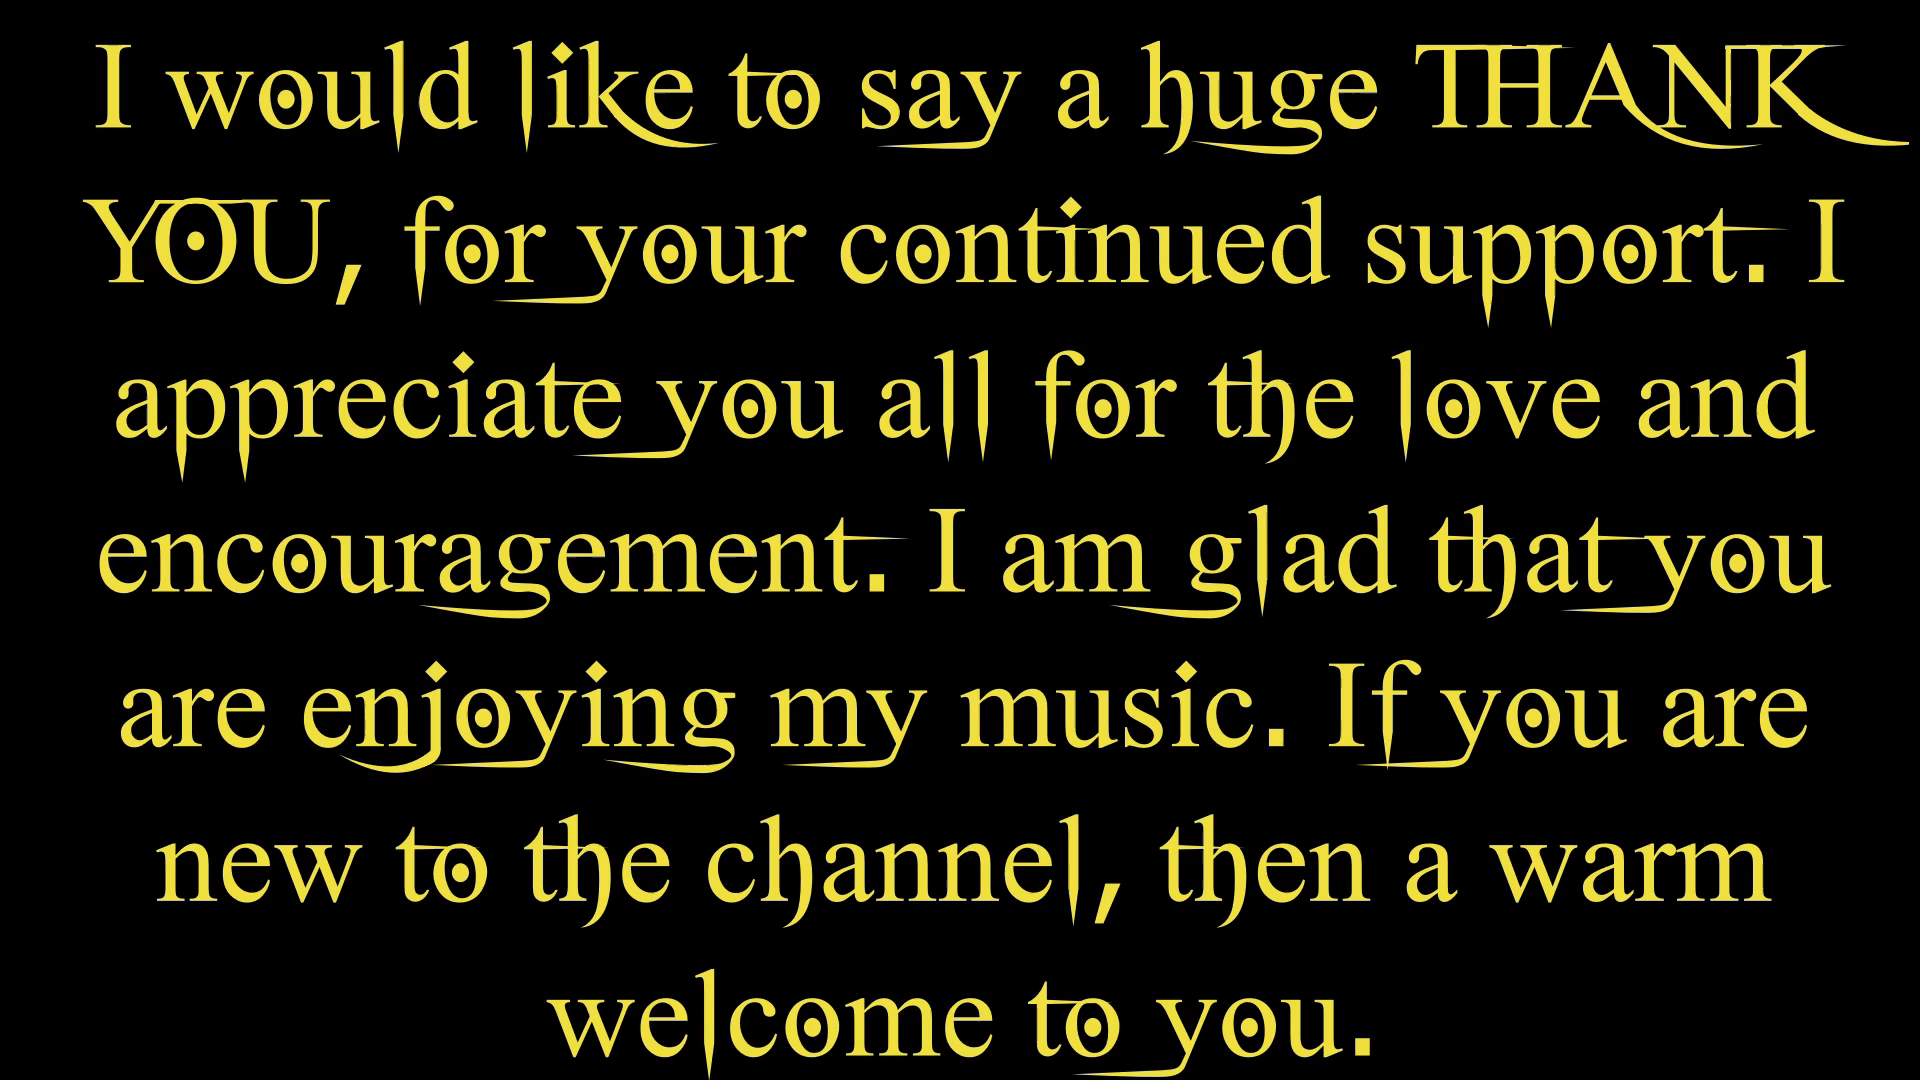 I would like to say a huge THANK
YOU, for your continued support. I
appreciate you all for the love and
encouragement. I am glad that you
are enjoying my music. If you are
new to the channel, then a warm
welcome to you.